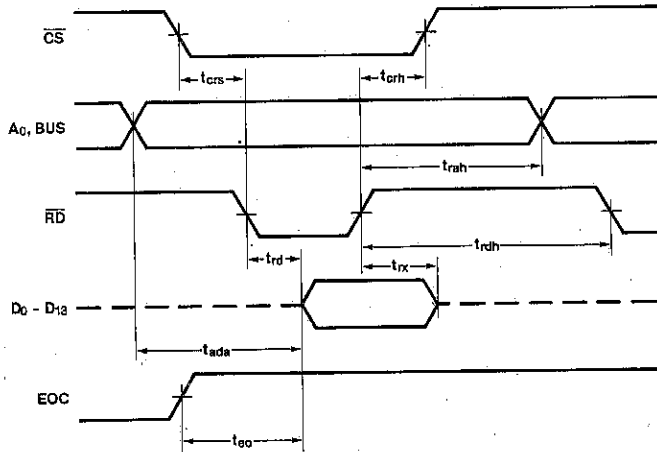 CS
tcrs
tcrh
A0, BUS
trah
RD
trd
trdh
trx
D0 - D13
tada
EOC
teo